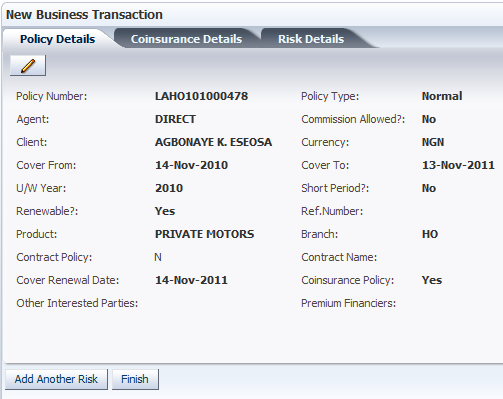 New Business Transaction
Policy Details Coinsurance Details Risk Details
Policy Number: LAHO101000478 Policy Type: Normal
Agent: DIRECT Commission Allowed?: No
Client: AGBONAYE K. ESEOSA Currency: NGN
Cover From: 14-Nov-2010 Cover To: 13-Nov-2011
U/W Year: 2010 Short Period?: No
Renewable?: Yes Ref.Number:
Product: PRIVATE MOTORS Branch: HO
Contract Policy: N Contract Name:
Cover Renewal Date: 14-Nov-2011 Coinsurance Policy: Yes
Other Interested Parties: Premium Financiers:
Add Another Risk Finish